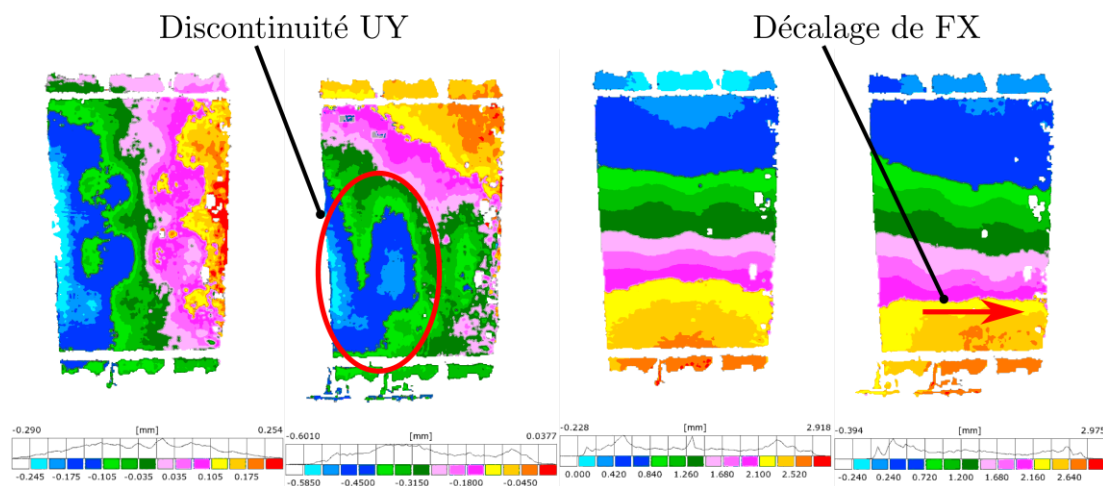 Discontinuité UY
Décalage de FX
-0.290 [mm] 0.254
-0.245 -0.175 -0.105 -0.035 0.035 0.105 0.175
-0.6010 [mm] 0.0377
-0.5850 -0.4500 -0.3150 -0.1800 -0.0450
-0.228 [mm] 2.918
0.000 0.420 0.840 1.260 1.680 2.100 2.520
-0.394 [mm] 2.975
-0.240 0.240 0.720 1.200 1.680 2.160 2.640